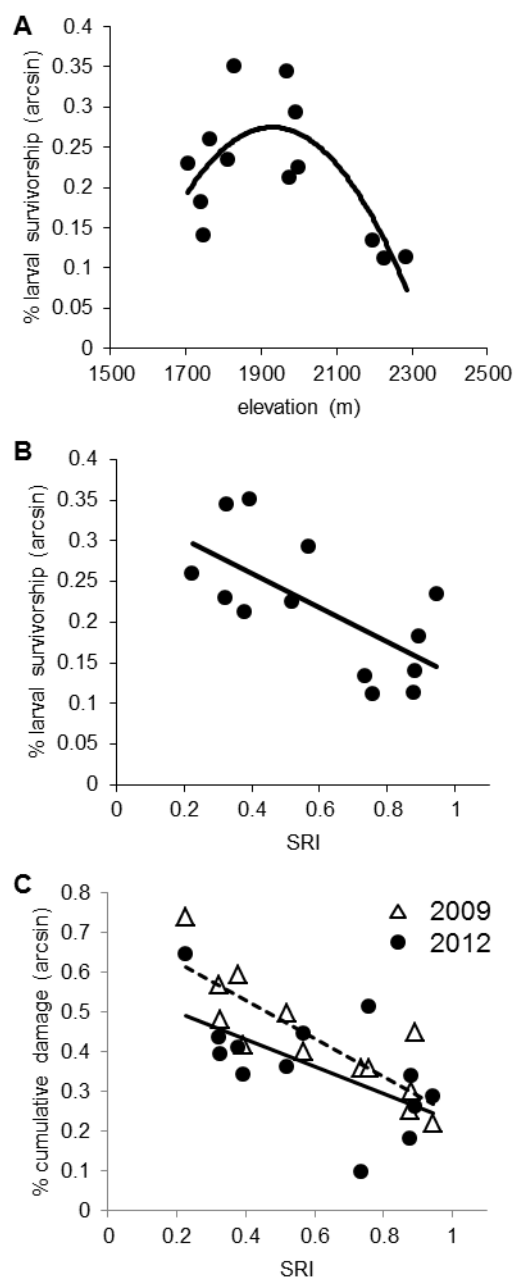 A
% larval survivorship (arcsin)
0.4
0.35
0.3
0.25
0.2
0.15
0.1
0.05
0
1500 1700 1900 2100 2300 2500
elevation (m)
B
% larval survivorship (arcsin)
0.4
0.35
0.3
0.25
0.2
0.15
0.1
0.05
0
0 0.2 0.4 0.6 0.8 1
SRI
C
% cumulative damage (arcsin)
0.8
0.7
0.6
0.5
0.4
0.3
0.2
0.1
0
2009
2012
0 0.2 0.4 0.6 0.8 1
SRI